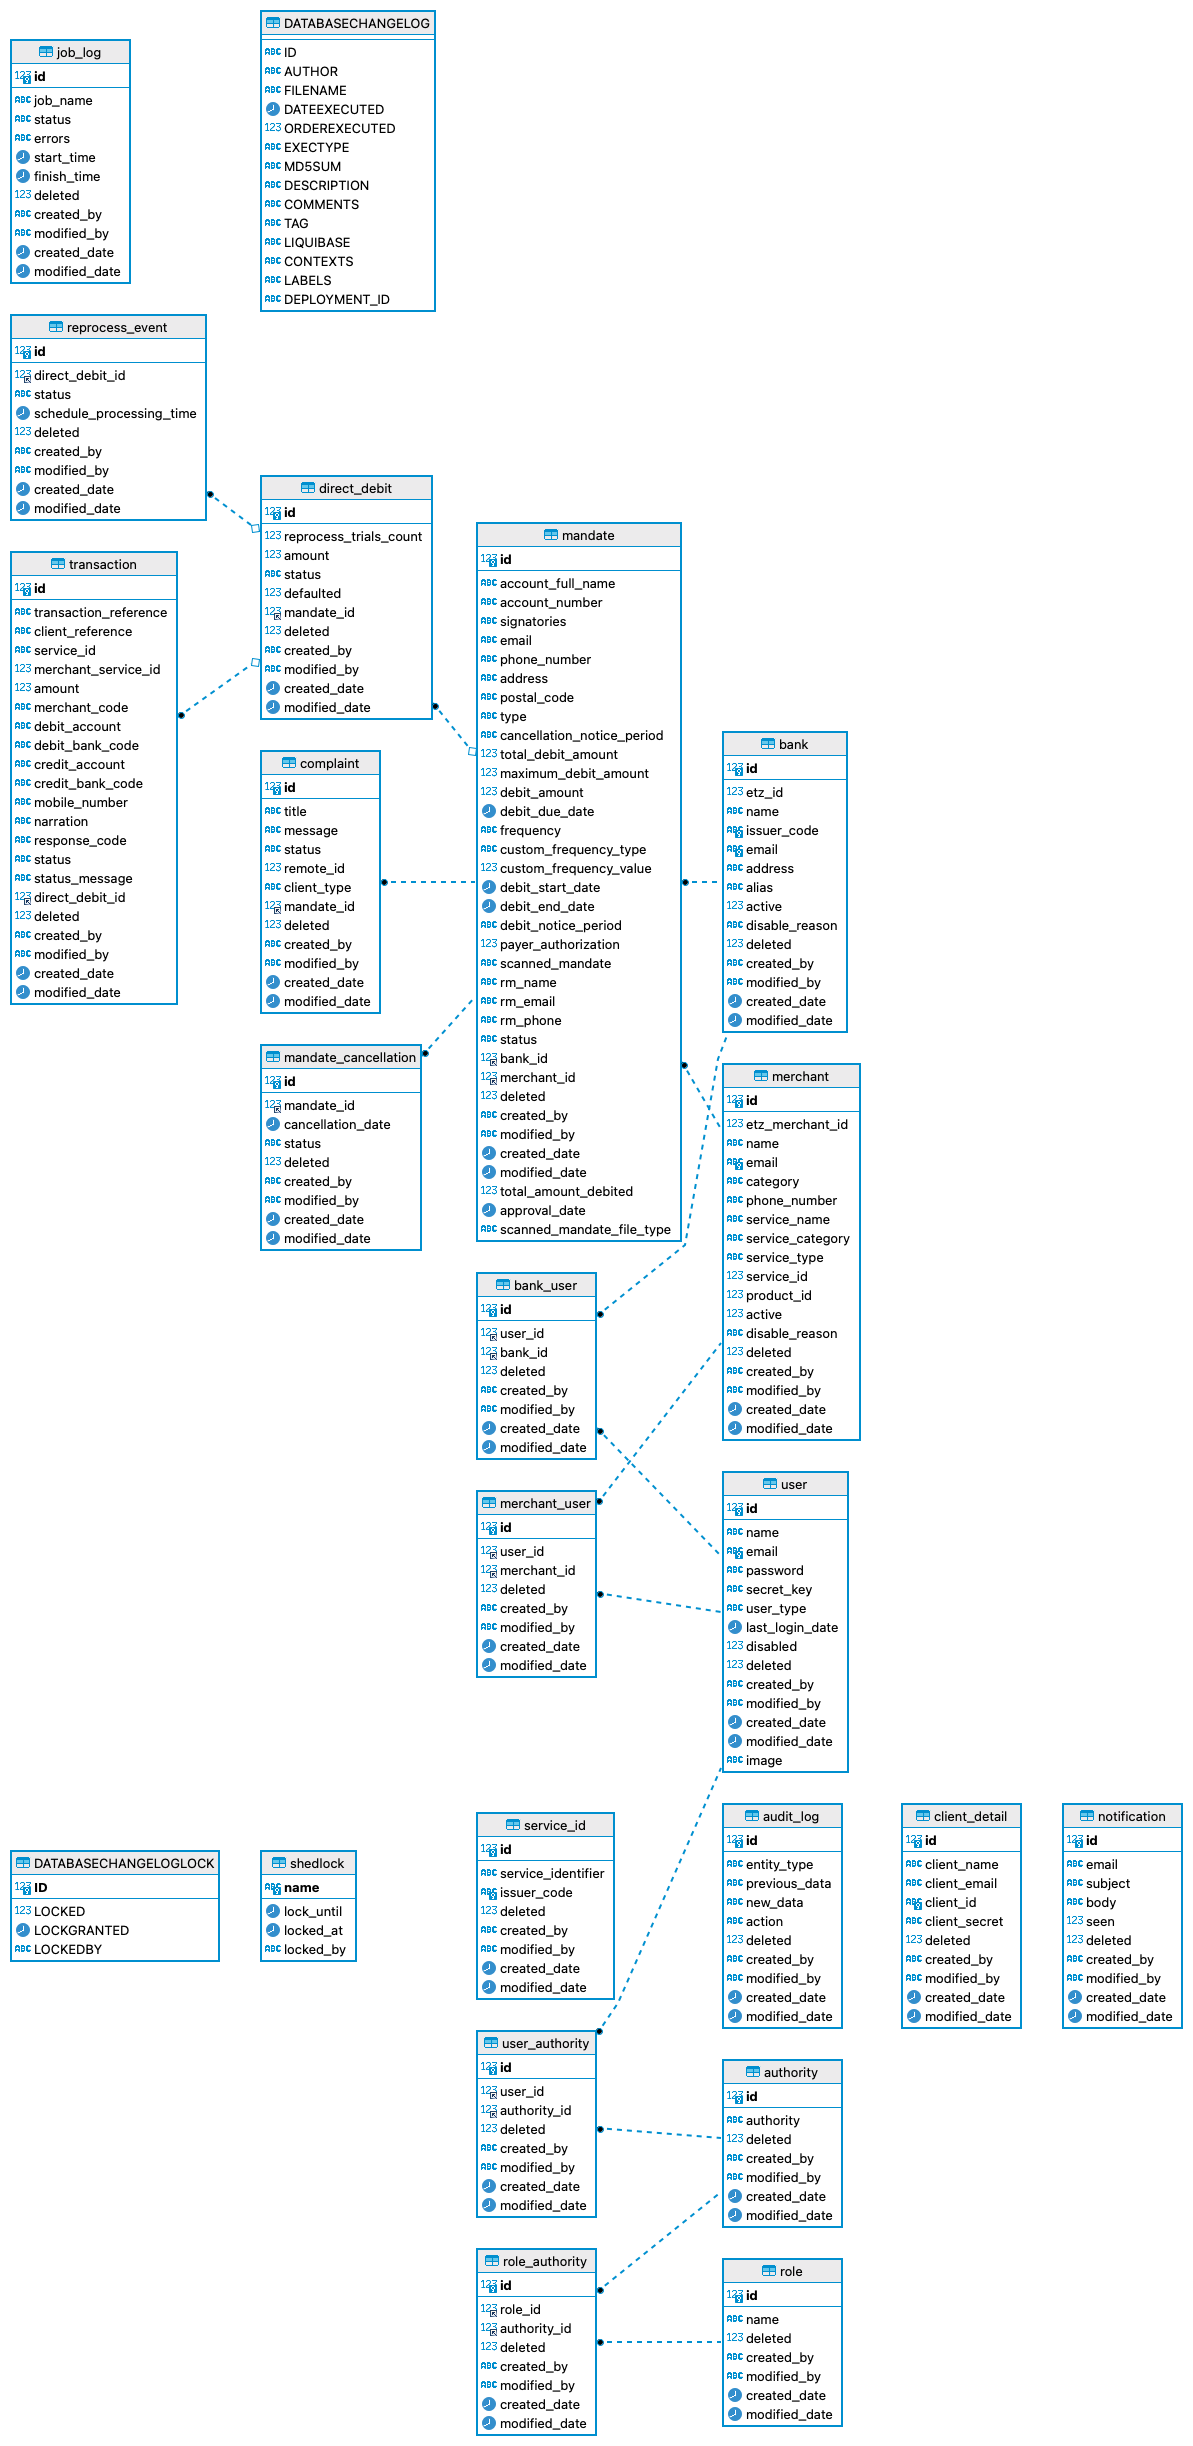 job_log
id
job_name
status
errors
start_time
finish_time
deleted
created_by
modified_by
created_date
modified_date
DATABASECHANGELOG
ID
AUTHOR
FILENAME
DATEEXECUTED
ORDEREXECUTED
EXECTYPE
MD5SUM
DESCRIPTION
COMMENTS
TAG
LIQUIBASE
CONTEXTS
LABELS
DEPLOYMENT_ID
reprocess_event
id
direct_debit_id
status
schedule_processing_time
deleted
created_by
modified_by
created_date
modified_date
direct_debit
id
reprocess_trials_count
amount
status
defaulted
mandate_id
deleted
created_by
modified_by
created_date
modified_date
transaction
id
transaction_reference
client_reference
service_id
merchant_service_id
amount
merchant_code
debit_account
debit_bank_code
credit_account
credit_bank_code
mobile_number
narration
response_code
status
status_message
direct_debit_id
deleted
created_by
modified_by
created_date
modified_date
complaint
id
title
message
status
remote_id
client_type
mandate_id
deleted
created_by
modified_by
created_date
modified_date
mandate_cancellation
id
mandate_id
cancellation_date
status
deleted
created_by
modified_by
created_date
modified_date
mandate
id
account_full_name
account_number
signatories
email
phone_number
address
postal_code
type
cancellation_notice_period
total_debit_amount
maximum_debit_amount
debit_amount
debit_due_date
frequency
custom_frequency_type
custom_frequency_value
debit_start_date
debit_end_date
debit_notice_period
payer_authorization
scanned_mandate
rm_name
rm_email
rm_phone
status
bank_id
merchant_id
deleted
created_by
modified_by
created_date
modified_date
total_amount_debited
approval_date
scanned_mandate_file_type
bank
id
etz_id
name
issuer_code
email
address
alias
active
disable_reason
deleted
created_by
modified_by
created_date
modified_date
merchant
id
etz_merchant_id
name
email
category
phone_number
service_name
service_category
service_type
service_id
product_id
active
disable_reason
deleted
created_by
modified_by
created_date
modified_date
bank_user
id
user_id
bank_id
deleted
created_by
modified_by
created_date
modified_date
merchant_user
id
user_id
merchant_id
deleted
created_by
modified_by
created_date
modified_date
user
id
name
email
password
secret_key
user_type
last_login_date
disabled
deleted
created_by
modified_by
created_date
modified_date
image
DATABASECHANGELOGLOCK
ID
LOCKED
LOCKGRANTED
LOCKEDBY
shedlock
name
lock_until
locked_at
locked_by
service_id
id
service_identifier
issuer_code
deleted
created_by
modified_by
created_date
modified_date
audit_log
id
entity_type
previous_data
new_data
action
deleted
created_by
modified_by
created_date
modified_date
client_detail
id
client_name
client_email
client_id
client_secret
deleted
created_by
modified_by
created_date
modified_date
notification
id
email
subject
body
seen
deleted
created_by
modified_by
created_date
modified_date
user_authority
id
user_id
authority_id
deleted
created_by
modified_by
created_date
modified_date
authority
id
authority
deleted
created_by
modified_by
created_date
modified_date
role_authority
id
role_id
authority_id
deleted
created_by
modified_by
created_date
modified_date
role
id
name
deleted
created_by
modified_by
created_date
modified_date